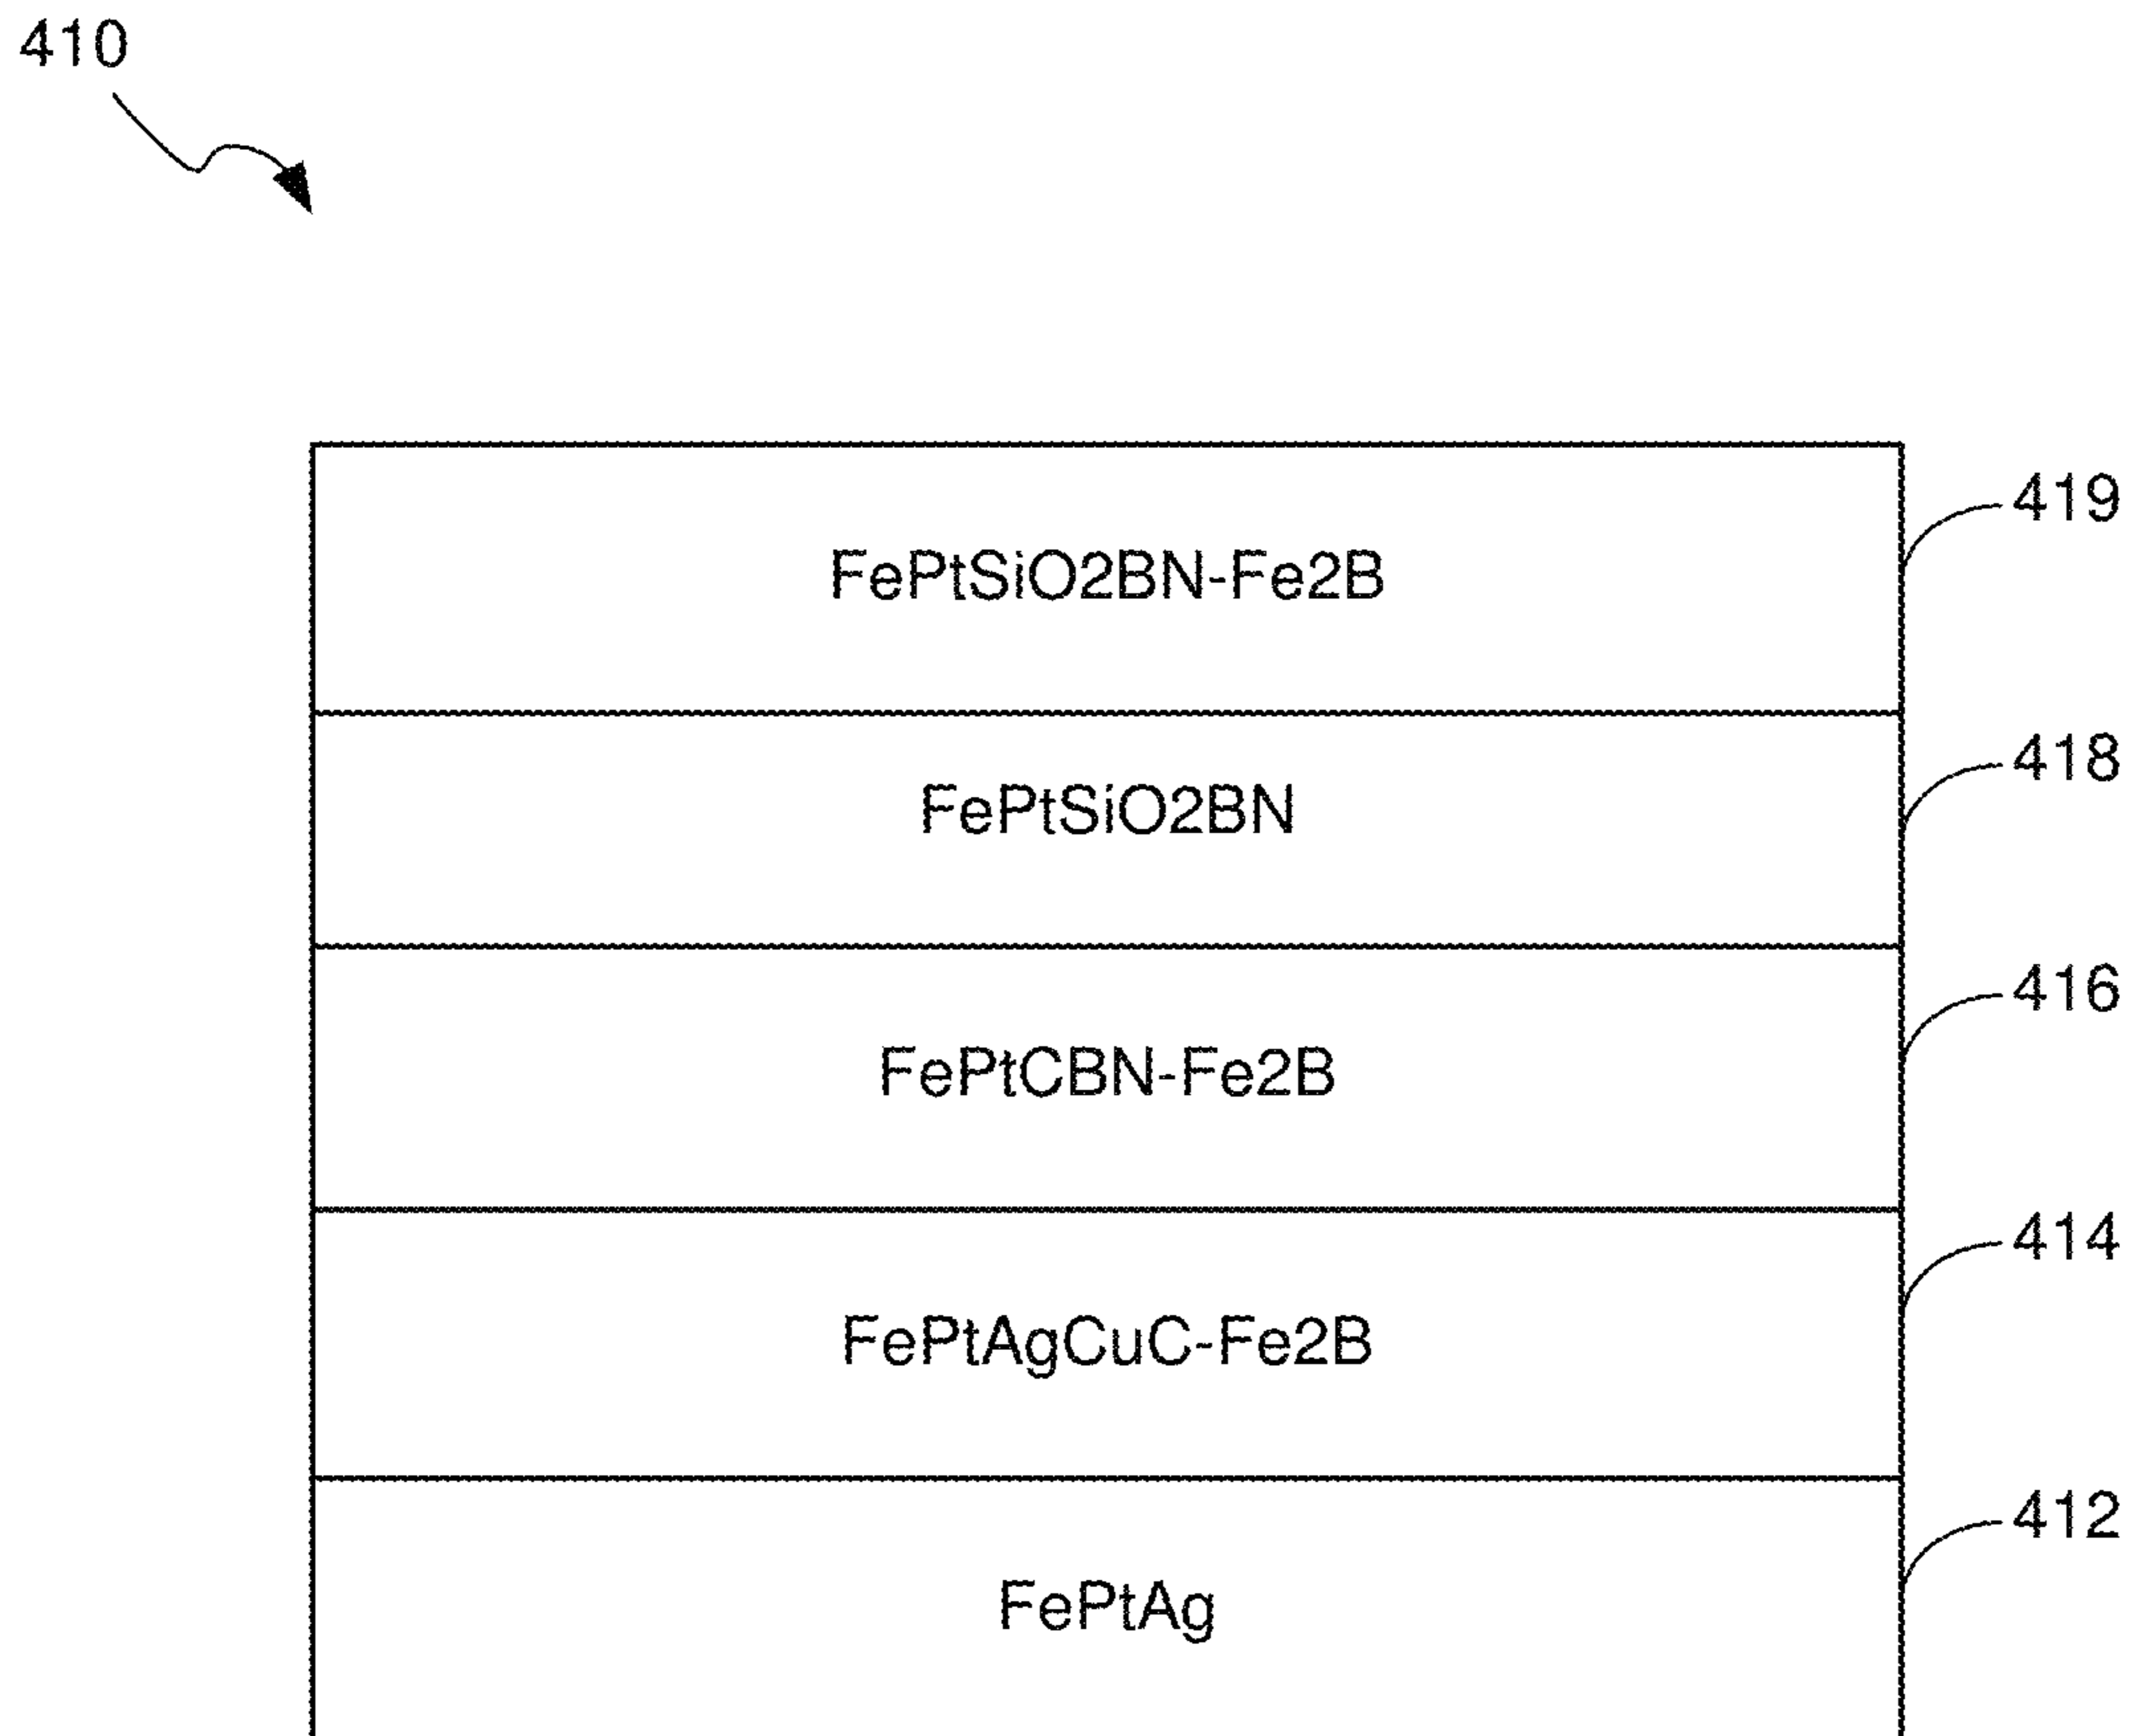 410
FePtSiO2BN-Fe2B
419
FePtSiO2BN
418
FePtCBN-Fe2B
416
FePtAgCuC-Fe2B
414
FePtAg
412